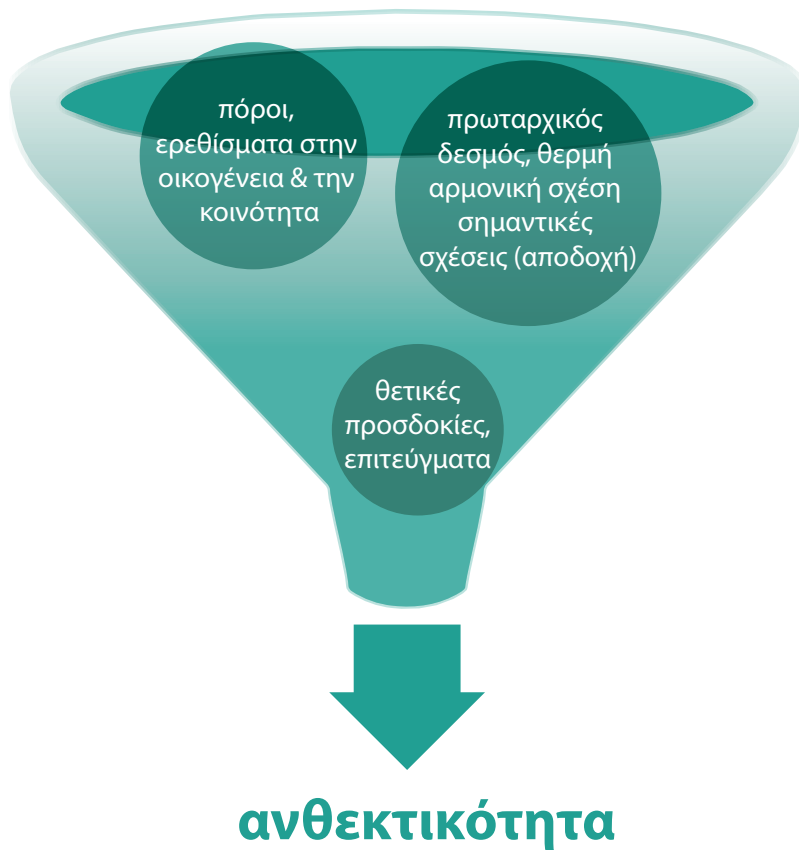 πόροι,
ερεθίσματα στην
οικογένεια & την
κοινότητα
πρωταρχικός
δεσμός, θερμή
αρμονική σχέση
σημαντικές
σχέσεις (αποδοχή)
θετικές
προσδοκίες,
επιτεύγματα
ανθεκτικότητα